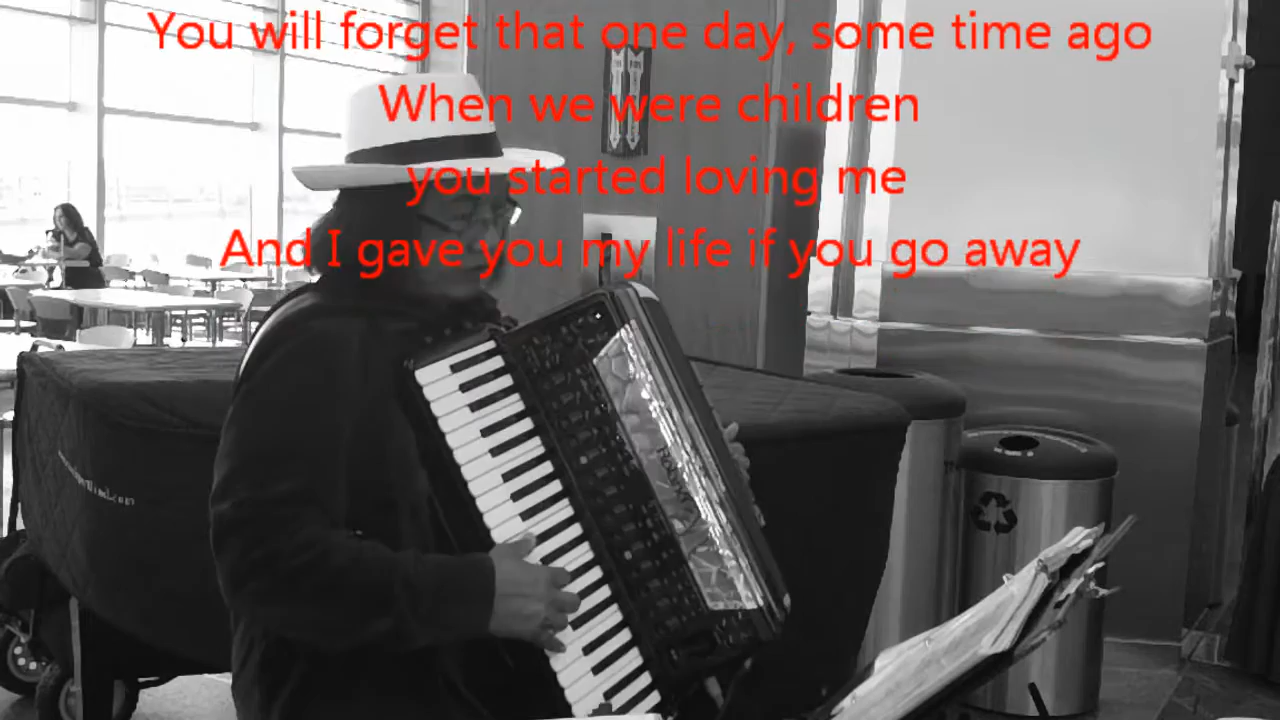 You will forget that one day, some time ago
When we were children
you started loving me
And I gave you my life if you go away
Roland